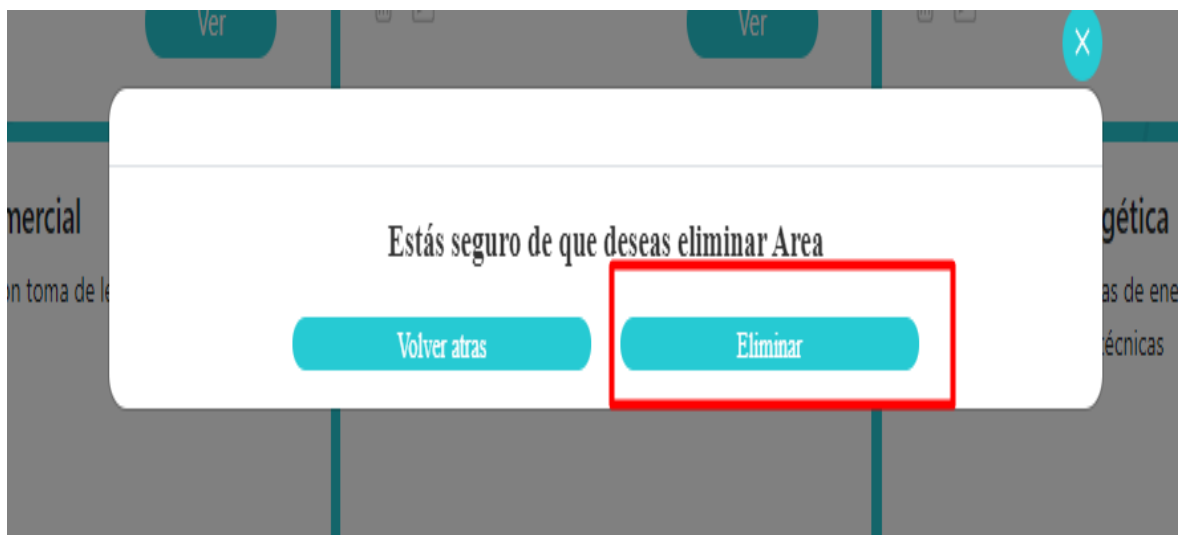 Ver
Ver
Estás seguro de que deseas eliminar Area
Volver atras
Eliminar
mercial
on toma de
gética
as de ene
técnicas